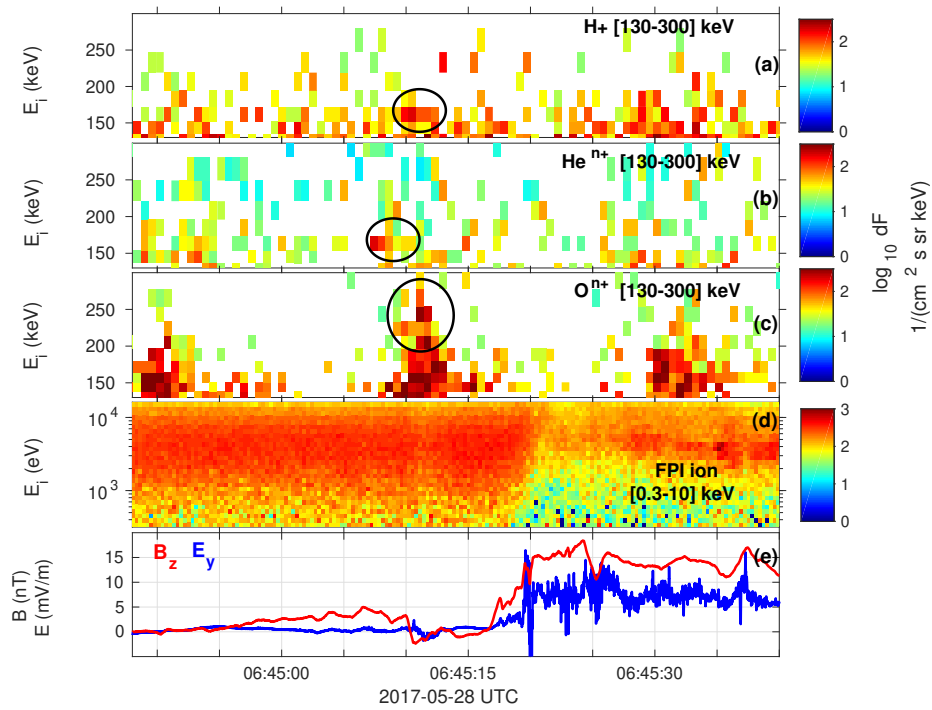 H+ [130-300] keV
(a)
E_i (keV)
250
200
150
2
1
0
He^n+ [130-300] keV
(b)
E_i (keV)
250
200
150
2
1
0
log_10 dF
1/(cm^2 s sr keV)
O^n+ [130-300] keV
(c)
E_i (keV)
250
200
150
2
1
0
(d)
E_i (eV)
10^4
10^3
FPI ion
[0.3-10] keV
3
2
1
0
B_z E_y
(e)
B (nT)
E (mV/m)
15
10
5
0
06:45:00 06:45:15 06:45:30
2017-05-28 UTC